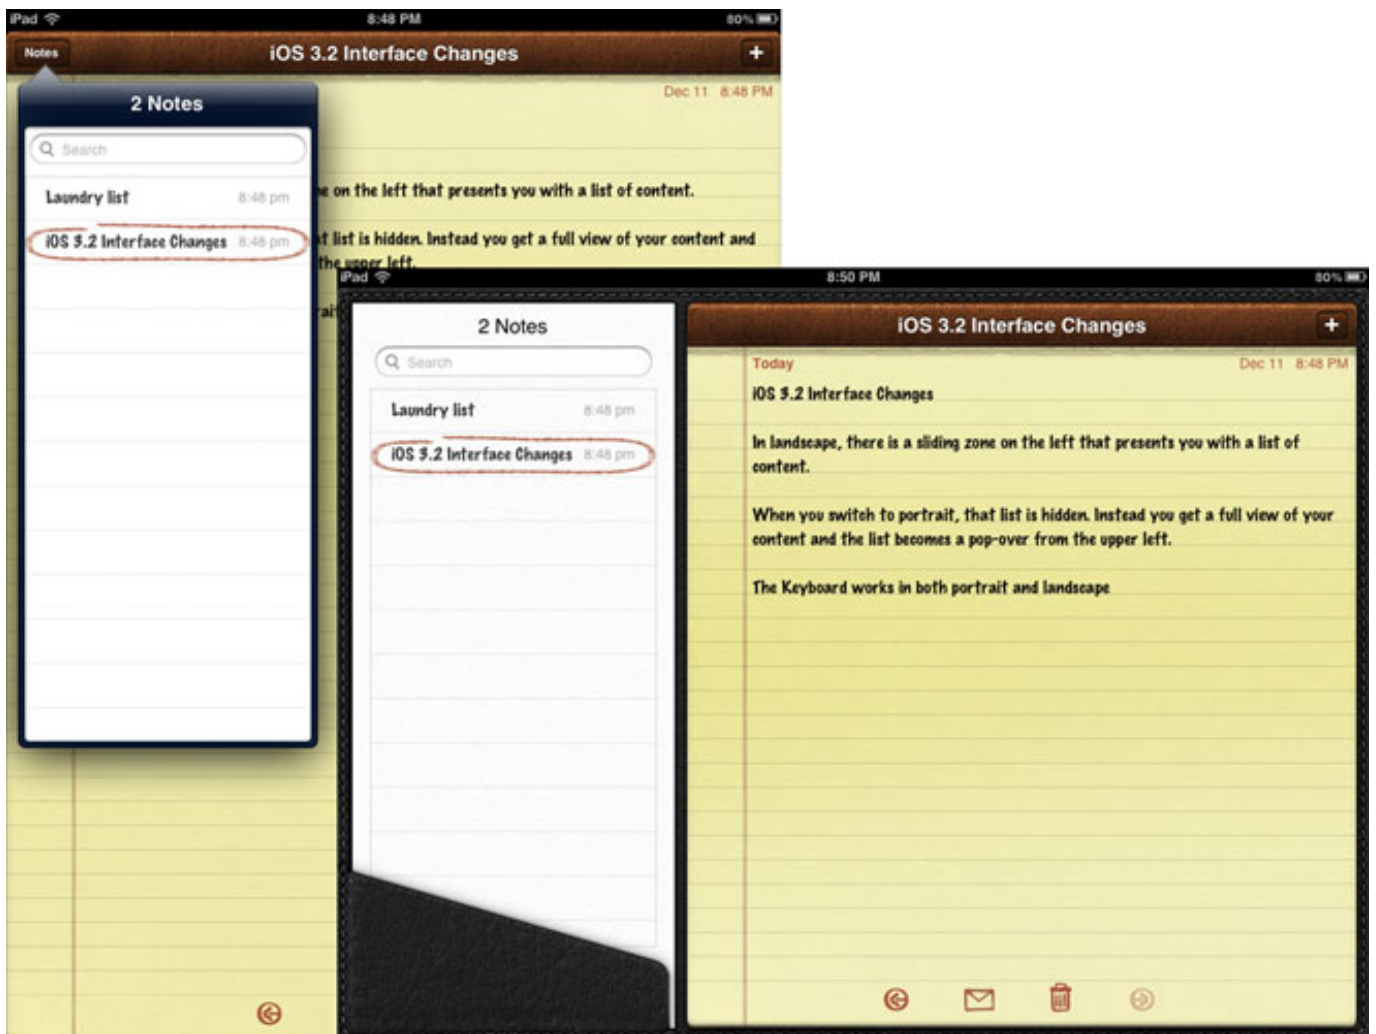 iPad 8:48 PM 80%
Notes iOS 3.2 Interface Changes +
Dec 11 8:48 PM
2 Notes
Search
Laundry list 8:48 pm
iOS 3.2 Interface Changes 8:48 pm
on the left that presents you with a list of content.
list is hidden. Instead you get a full view of your content and
the upper left.
iPad 8:50 PM 80%
2 Notes
Search
Laundry list 8:48 pm
iOS 3.2 Interface Changes 8:48 pm
iOS 3.2 Interface Changes +
Today Dec 11 8:48 PM
iOS 3.2 Interface Changes
In landscape, there is a sliding zone on the left that presents you with a list of
content.
When you switch to portrait, that list is hidden. Instead you get a full view of your
content and the list becomes a pop-over from the upper left.
The Keyboard works in both portrait and landscape